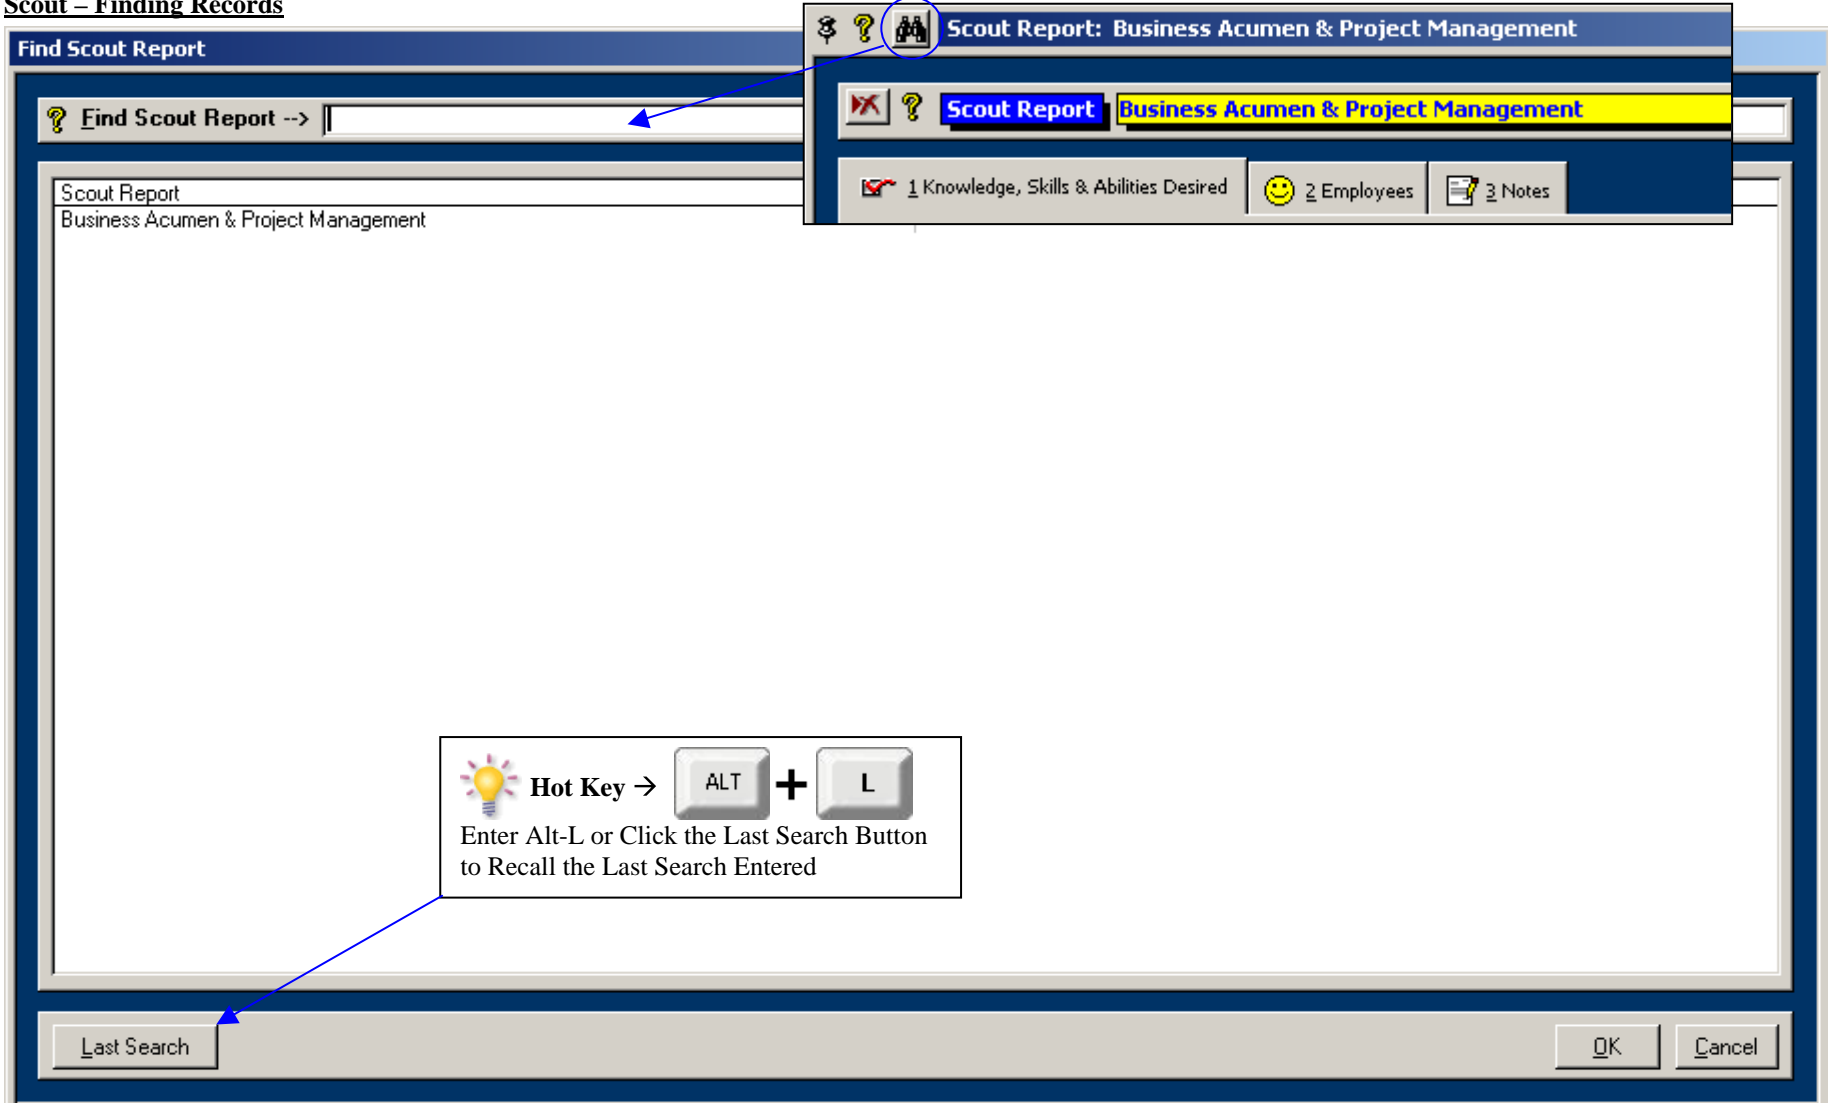 Scout – Finding Records
Find Scout Report
Scout Report: Business Acumen & Project Management
Find Scout Report -->
Scout Report Business Acumen & Project Management
1 Knowledge, Skills & Abilities Desired
2 Employees
3 Notes
Scout Report
Business Acumen & Project Management
Hot Key → ALT + L
Enter Alt-L or Click the Last Search Button
to Recall the Last Search Entered
Last Search
OK
Cancel